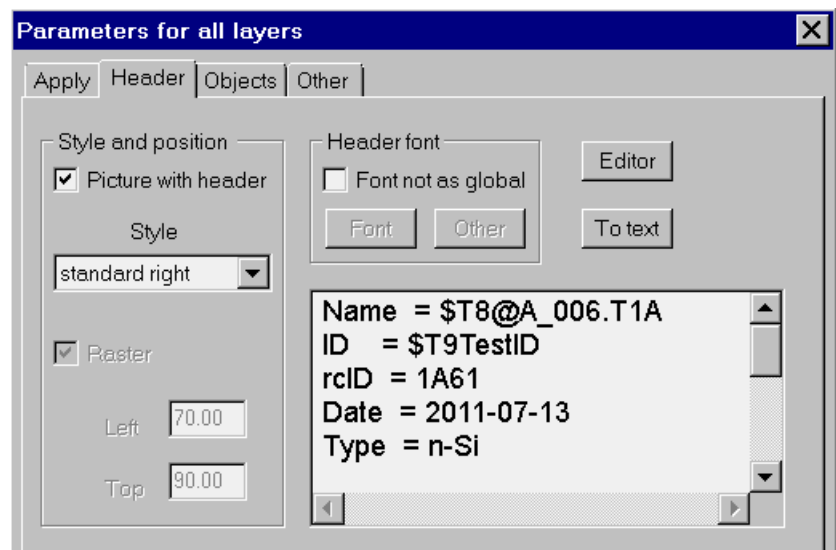 Parameters for all layers
Apply Header Objects Other
Style and position
Picture with header
Style
standard right
Raster
Left 70.00
Top 90.00
Header font
Font not as global
Font Other
Editor
To text
Name = $T8@A_006.T1A
ID = $T9TestID
rcID = 1A61
Date = 2011-07-13
Type = n-Si